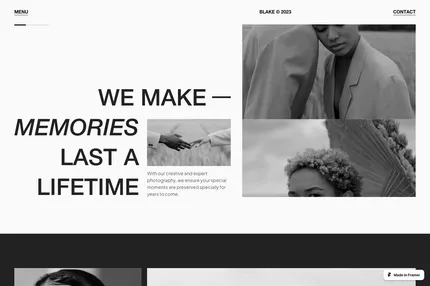 MENU
BLAKE © 2023
CONTACT
WE MAKE —
MEMORIES
LAST A
LIFETIME
With our creative and expert
photography, we ensure your special
moments are preserved specially for
years to come.
Made in Framer